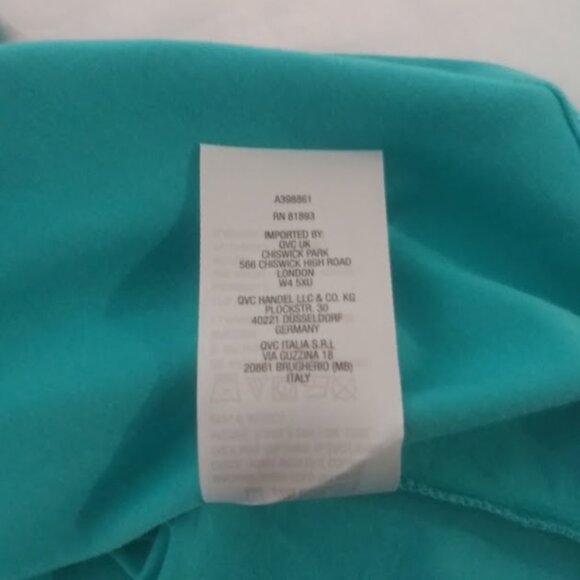 A398861
RN 81893
IMPORTED BY:
QVC UK
CHISWICK PARK
566 CHISWICK HIGH ROAD
LONDON
W4 5XU
QVC HANDEL LLC & CO. KG
PLOCKSTR. 30
40221 DUSSELDORF
GERMANY
QVC ITALIA S.R.L
VIA GUZZINA 18
20861 BRUGHERIO (MB)
ITALY